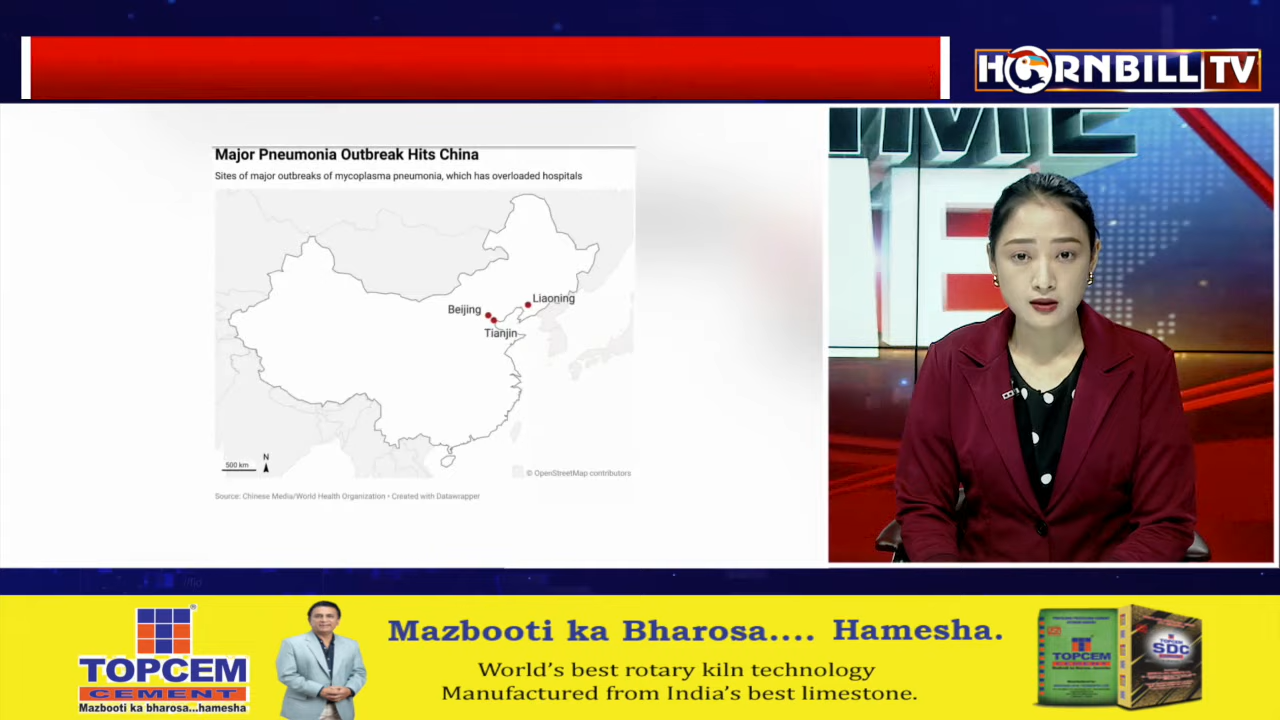 HORNBILL TV
IME
E
Major Pneumonia Outbreak Hits China
Sites of major outbreaks of mycoplasma pneumonia, which has overloaded hospitals
Liaoning
Beijing
Tianjin
N
500 km
© OpenStreetMap contributors
Source: Chinese Media/World Health Organization • Created with Datawrapper
TOPCEM
CEMENT
Mazbooti ka bharosa...hamesha
Mazbooti ka Bharosa.... Hamesha.
World's best rotary kiln technology
Manufactured from India's best limestone.
TOPCEM
TOPCEM
SDC